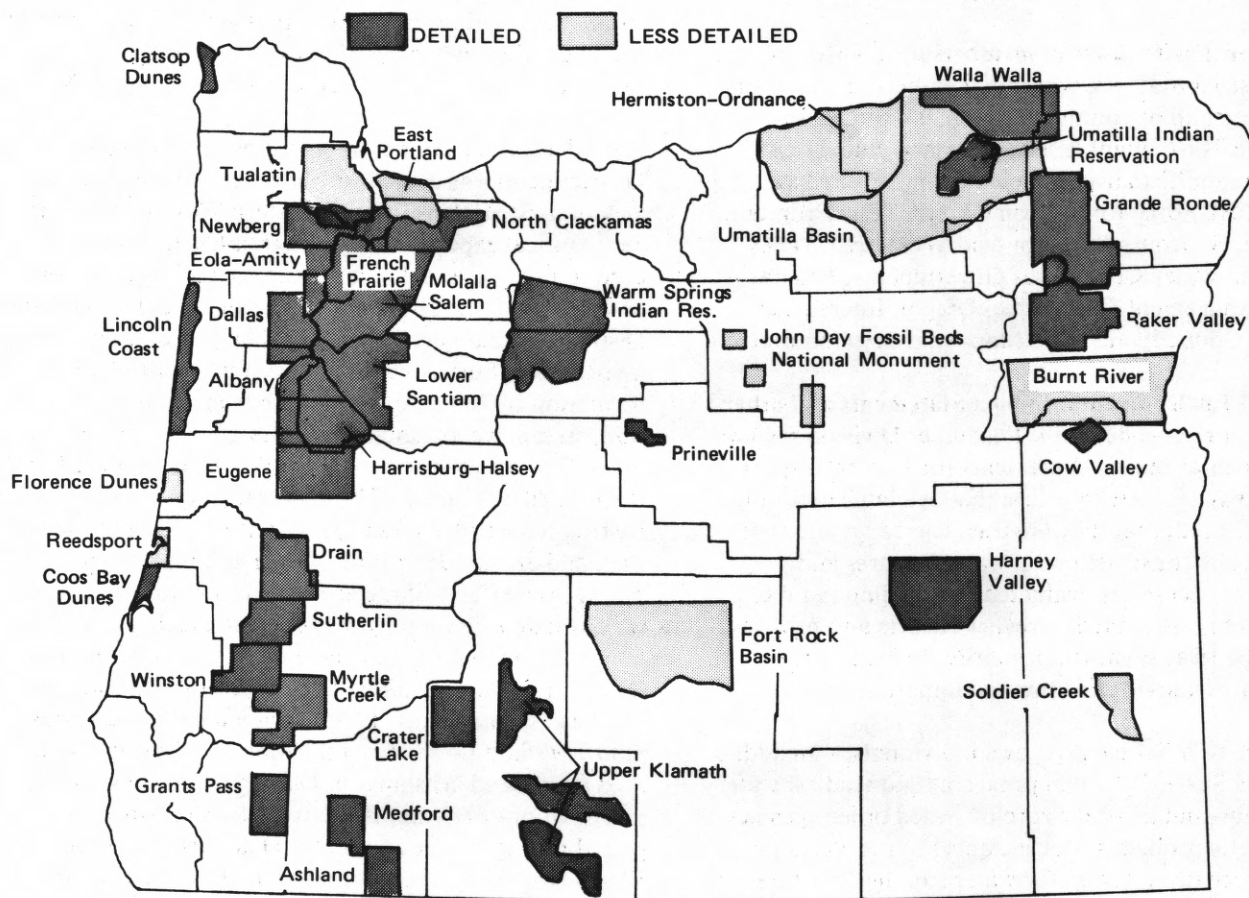 DETAILED
LESS DETAILED
Clatsop
Dunes
Walla Walla
Hermiston-Ordnance
East
Portland
Umatilla Indian
Reservation
Tualatin
Grande Ronde
Newberg
North Clackamas
Umatilla Basin
Eola-Amity
French
Prairie
Molalla
Salem
Warm Springs
Indian Res.
Dallas
Lincoln
Coast
John Day Fossil Beds
National Monument
aker Valley
Albany
Lower
Santiam
Burnt River
Prineville
Cow Valley
Eugene
Harrisburg-Halsey
Florence Dunes
Reedsport
Drain
Coos Bay
Dunes
Harney
Valley
Sutherlin
Fort Rock
Basin
Winston
Myrtle
Creek
Soldier Creek
Crater
Lake
Upper Klamath
Grants Pass
Medford
Ashland